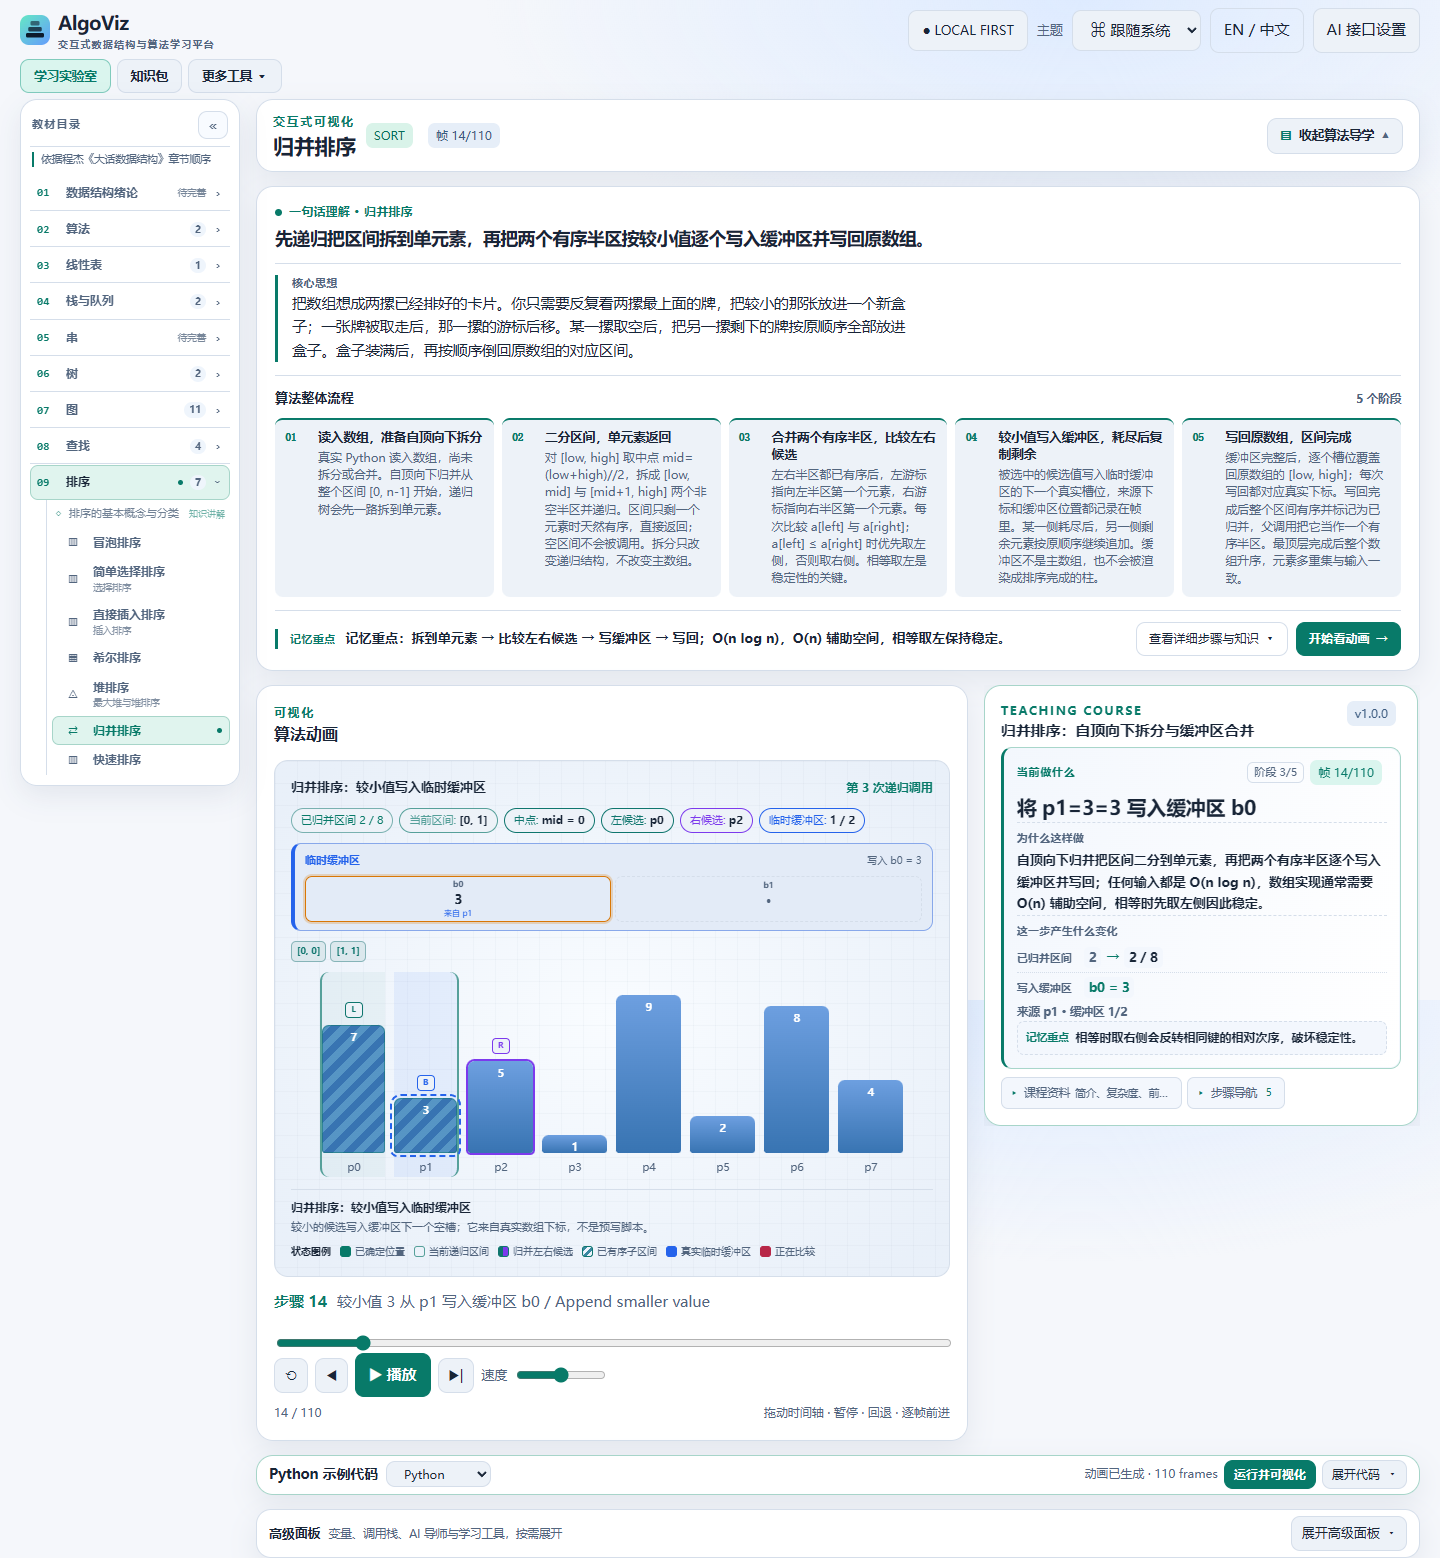 AlgoViz
交互式数据结构与算法学习平台
● LOCAL FIRST
主题
⌘ 跟随系统
EN / 中文
AI 接口设置
学习实验室
知识包
更多工具
教材目录
«
依据程杰《大话数据结构》章节顺序
01 数据结构绪论 待完善 ›
02 算法 2 ›
03 线性表 1 ›
04 栈与队列 2 ›
05 串 待完善 ›
06 树 2 ›
07 图 11 ›
08 查找 4 ›
09 排序 7
排序的基本概念与分类 知识讲解
冒泡排序
简单选择排序
选择排序
直接插入排序
插入排序
希尔排序
堆排序
最大堆与堆排序
归并排序
快速排序
交互式可视化
归并排序
SORT
帧 14/110
收起算法导学 ▲
一句话理解 • 归并排序
先递归把区间拆到单元素，再把两个有序半区按较小值逐个写入缓冲区并写回原数组。
核心思想
把数组想成两摞已经排好的卡片。你只需要反复看两摞最上面的牌，把较小的那张放进一个新盒
子；一张牌被取走后，那一摞的游标后移。某一摞取空后，把另一摞剩下的牌按原顺序全部放进
盒子。盒子装满后，再按顺序倒回原数组的对应区间。
算法整体流程
5 个阶段
01 读入数组，准备自顶向下拆分
真实 Python 读入数组，尚未
拆分或合并。自顶向下归并从
整个区间 [0, n-1] 开始，递归
树会先一路拆到单元素。
02 二分区间，单元素返回
对 [low, high] 取中点 mid=
(low+high)//2，拆成 [low,
mid] 与 [mid+1, high] 两个非
空半区并递归。区间只剩一个
元素时天然有序，直接返回；
空区间不会被调用。拆分只改
变递归结构，不改变主数组。
03 合并两个有序半区，比较左右
候选
左右半区都已有序后，左游标
指向左半区第一个元素，右游
标指向右半区第一个元素。每
次比较 a[left] 与 a[right]；
a[left] ≤ a[right] 时优先取左
侧，否则取右侧。相等取左是
稳定性的关键。
04 较小值写入缓冲区，耗尽后复
制剩余
被选中的候选值写入临时缓冲
区的下一个真实槽位，来源下
标和缓冲区位置都记录在帧
里。某一侧耗尽后，另一侧剩
余元素按原顺序继续追加。缓
冲区不是主数组，也不会被渲
染成排序完成的柱。
05 写回原数组，区间完成
缓冲区完整后，逐个槽位覆盖
回原数组的 [low, high]；每次
写回都对应真实下标。写回完
成后整个区间有序并标记为已
归并，父调用把它当作一个有
序半区。最顶层完成后整个数
组升序，元素多重集与输入一
致。
记忆重点 记忆重点：拆到单元素 → 比较左右候选 → 写缓冲区 → 写回；O(n log n)，O(n) 辅助空间，相等取左保持稳定。
查看详细步骤与知识
开始看动画 →
可视化
算法动画
归并排序：较小值写入临时缓冲区
第 3 次递归调用
已归并区间 2 / 8
当前区间: [0, 1]
中点: mid = 0
左候选: p0
右候选: p2
临时缓冲区: 1 / 2
临时缓冲区
写入 b0 = 3
b0
3
来自 p1
b1
•
[0, 0] [1, 1]
L
7
B
3
R
5
1
9
2
8
4
p0 p1 p2 p3 p4 p5 p6 p7
归并排序：较小值写入临时缓冲区
较小的候选写入缓冲区下一个空槽；它来自真实数组下标，不是预写脚本。
状态图例 已确定位置 当前递归区间 归并左右候选 已有序子区间 真实临时缓冲区 正在比较
步骤 14 较小值 3 从 p1 写入缓冲区 b0 / Append smaller value
▶ 播放
速度
14 / 110
拖动时间轴 · 暂停 · 回退 · 逐帧前进
TEACHING COURSE
归并排序：自顶向下拆分与缓冲区合并
v1.0.0
当前做什么
阶段 3/5
帧 14/110
将 p1=3=3 写入缓冲区 b0
为什么这样做
自顶向下归并把区间二分到单元素，再把两个有序半区逐个写入
缓冲区并写回；任何输入都是 O(n log n)，数组实现通常需要
O(n) 辅助空间，相等时先取左侧因此稳定。
这一步产生什么变化
已归并区间 2 → 2 / 8
写入缓冲区 b0 = 3
来源 p1 • 缓冲区 1/2
记忆重点 相等时取右侧会反转相同键的相对次序，破坏稳定性。
课程资料 简介、复杂度、前...
步骤导航 5
Python 示例代码
Python
动画已生成 · 110 frames
运行并可视化
展开代码
高级面板 变量、调用栈、AI 导师与学习工具，按需展开
展开高级面板